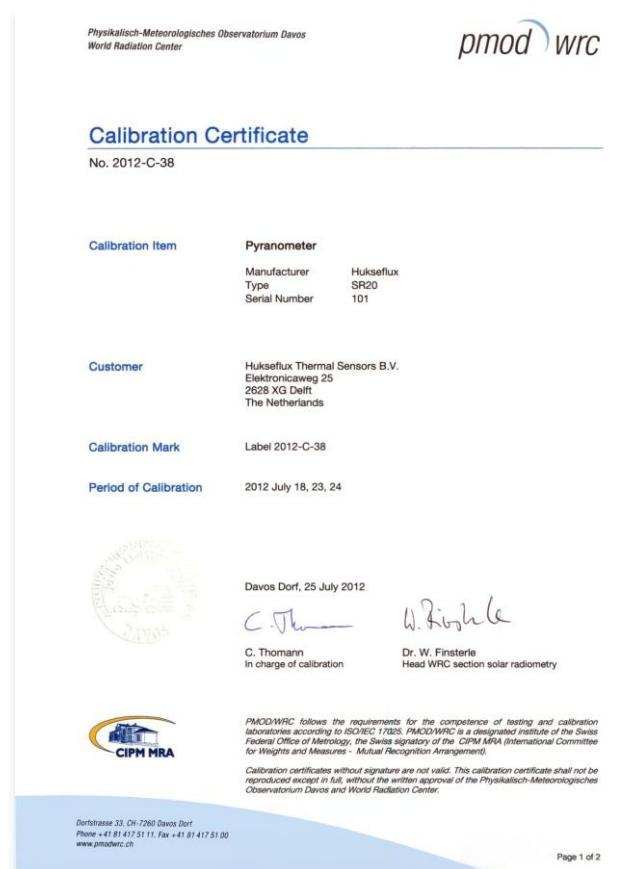 Physikalisch-Meteorologisches Observatorium Davos
World Radiation Center
pmod wrc
Calibration Certificate
No. 2012-C-38
Calibration Item Pyranometer
Manufacturer Hukseflux
Type SR20
Serial Number 101
Customer Hukseflux Thermal Sensors B.V.
Elektronicaweg 25
2628 XG Delft
The Netherlands
Calibration Mark Label 2012-C-38
Period of Calibration 2012 July 18, 23, 24
DAVOS
Davos Dorf, 25 July 2012
C. Thomann
In charge of calibration
Dr. W. Finsterle
Head WRC section solar radiometry
CIPM MRA
PMOD/WRC follows the requirements for the competence of testing and calibration
laboratories according to ISO/IEC 17025. PMOD/WRC is a designated institute of the Swiss
Federal Office of Metrology, the Swiss signatory of the CIPM MRA (International Committee
for Weights and Measures - Mutual Recognition Arrangement).
Calibration certificates without signature are not valid. This calibration certificate shall not be
reproduced except in full, without the written approval of the Physikalisch-Meteorologisches
Observatorium Davos and World Radiation Center.
Dorfstrasse 33, CH-7260 Davos Dorf
Phone +41 81 417 51 11, Fax +41 81 417 51 00
www.pmodwrc.ch
Page 1 of 2